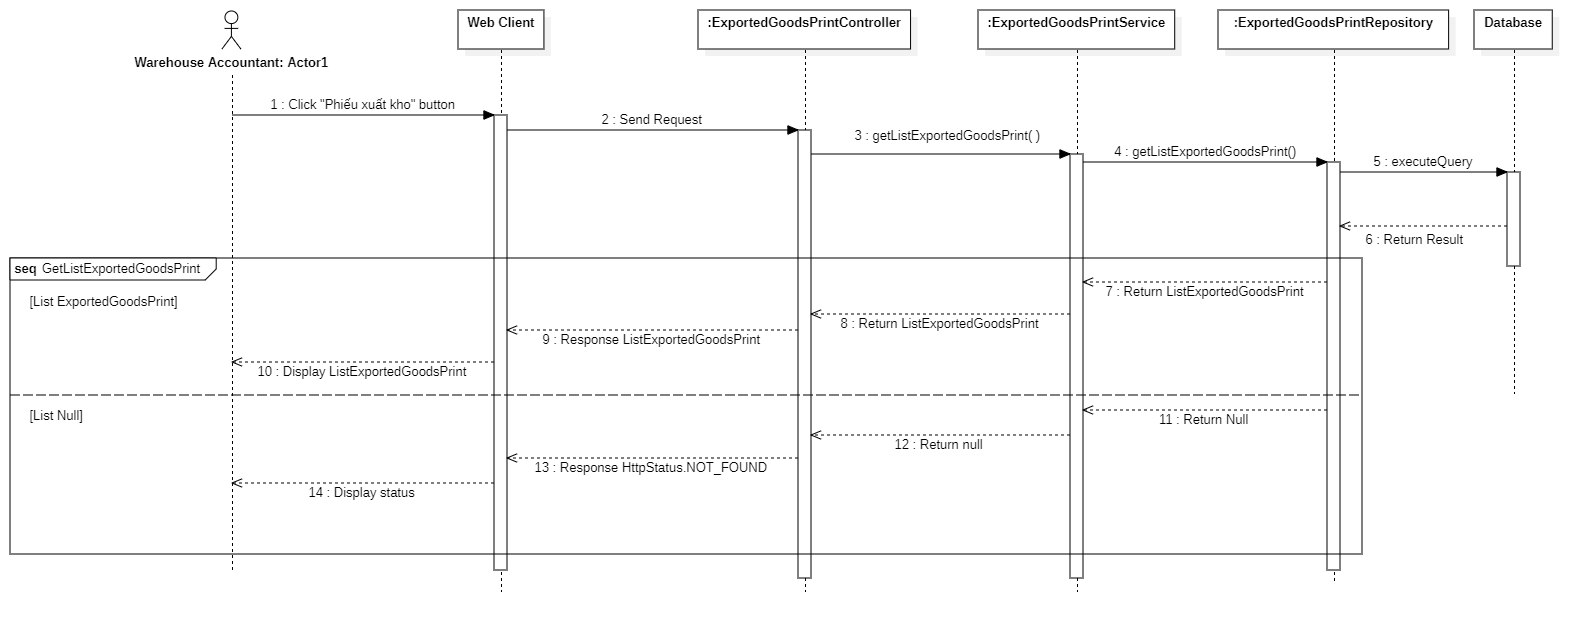 Web Client
:ExportedGoodsPrintController
:ExportedGoodsPrintService
:ExportedGoodsPrintRepository
Database
Warehouse Accountant: Actor1
1 : Click "Phiếu xuất kho" button
2 : Send Request
3 : getListExportedGoodsPrint( )
4 : getListExportedGoodsPrint()
5 : executeQuery
6 : Return Result
seq GetListExportedGoodsPrint
[List ExportedGoodsPrint]
7 : Return ListExportedGoodsPrint
8 : Return ListExportedGoodsPrint
9 : Response ListExportedGoodsPrint
10 : Display ListExportedGoodsPrint
[List Null]
11 : Return Null
12 : Return null
13 : Response HttpStatus.NOT_FOUND
14 : Display status